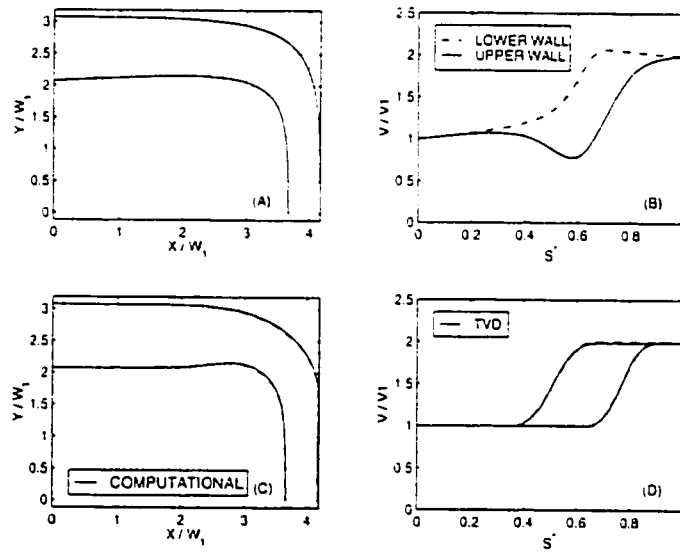 3
2.5
2
1.5
1
0.5
0
Y / W₁
(A)
0 1 2 3 4
X / W₁
2.5
2
1.5
1
0.5
0
V / V1
LOWER WALL
UPPER WALL
(B)
0 0.2 0.4 0.6 0.8
S*
3
2.5
2
1.5
1
0.5
0
Y / W₁
COMPUTATIONAL
(C)
0 1 2 3 4
X / W₁
2.5
2
1.5
1
0.5
0
V / V1
TVD
(D)
0 0.2 0.4 0.6 0.8
S*